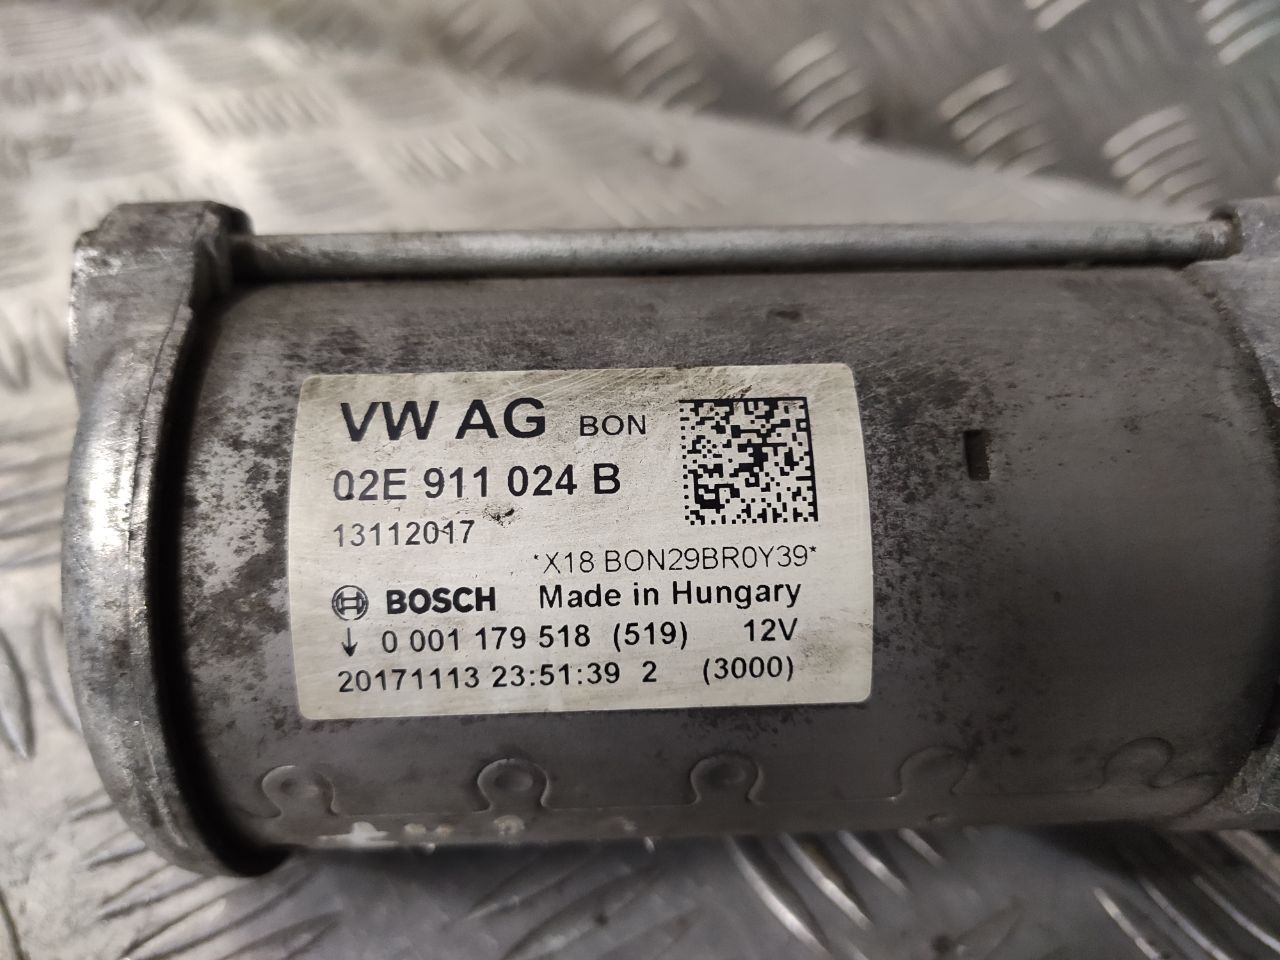 VW AG BON
02E 911 024 B
13112017
*X18 BON29BR0Y39*
BOSCH Made in Hungary
↓ 0 001 179 518 (519) 12V
20171113 23:51:39 2 (3000)